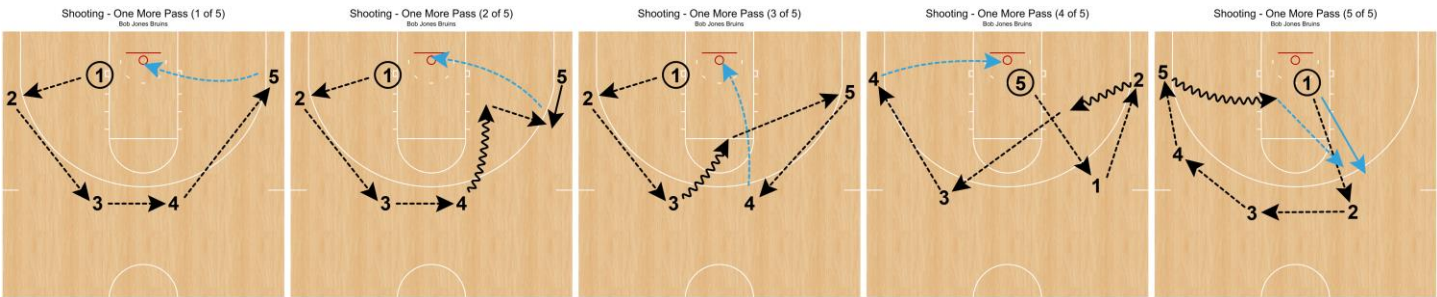 Shooting - One More Pass (1 of 5)
Bob Jones Bruins
1
5
2
3
4
Shooting - One More Pass (2 of 5)
Bob Jones Bruins
1
5
2
3
4
Shooting - One More Pass (3 of 5)
Bob Jones Bruins
1
2
5
3
4
Shooting - One More Pass (4 of 5)
Bob Jones Bruins
4
5
2
1
3
Shooting - One More Pass (5 of 5)
Bob Jones Bruins
5
1
4
3
2